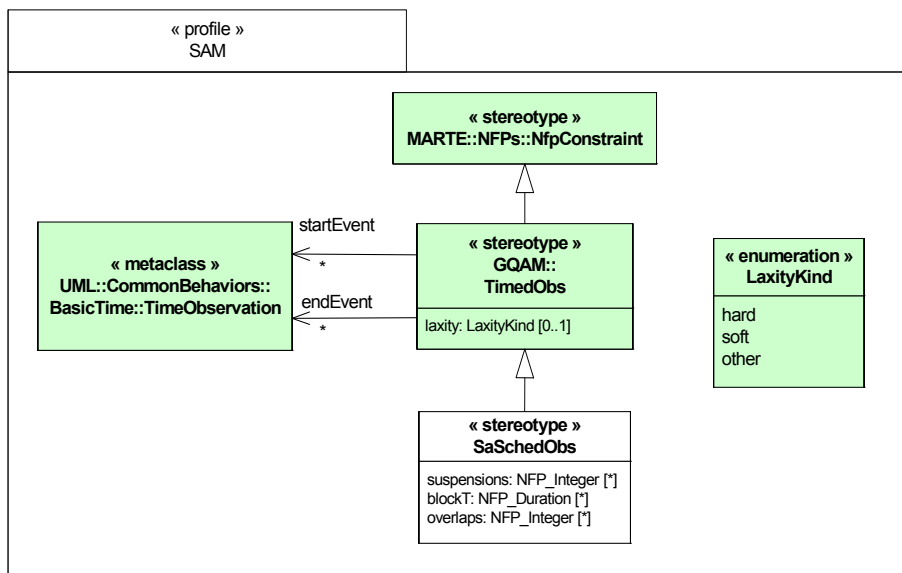 « profile »
SAM
« stereotype »
MARTE::NFPs::NfpConstraint
startEvent
*
endEvent
*
« metaclass »
UML::CommonBehaviors::
BasicTime::TimeObservation
« stereotype »
GQAM::
TimedObs
laxity: LaxityKind [0..1]
« enumeration »
LaxityKind
hard
soft
other
« stereotype »
SaSchedObs
suspensions: NFP_Integer [*]
blockT: NFP_Duration [*]
overlaps: NFP_Integer [*]